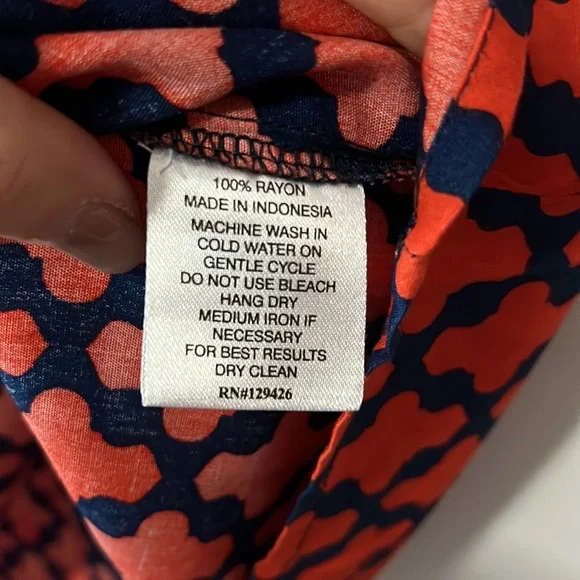 100% RAYON
MADE IN INDONESIA
MACHINE WASH IN
COLD WATER ON
GENTLE CYCLE
DO NOT USE BLEACH
HANG DRY
MEDIUM IRON IF
NECESSARY
FOR BEST RESULTS
DRY CLEAN
RN#129426